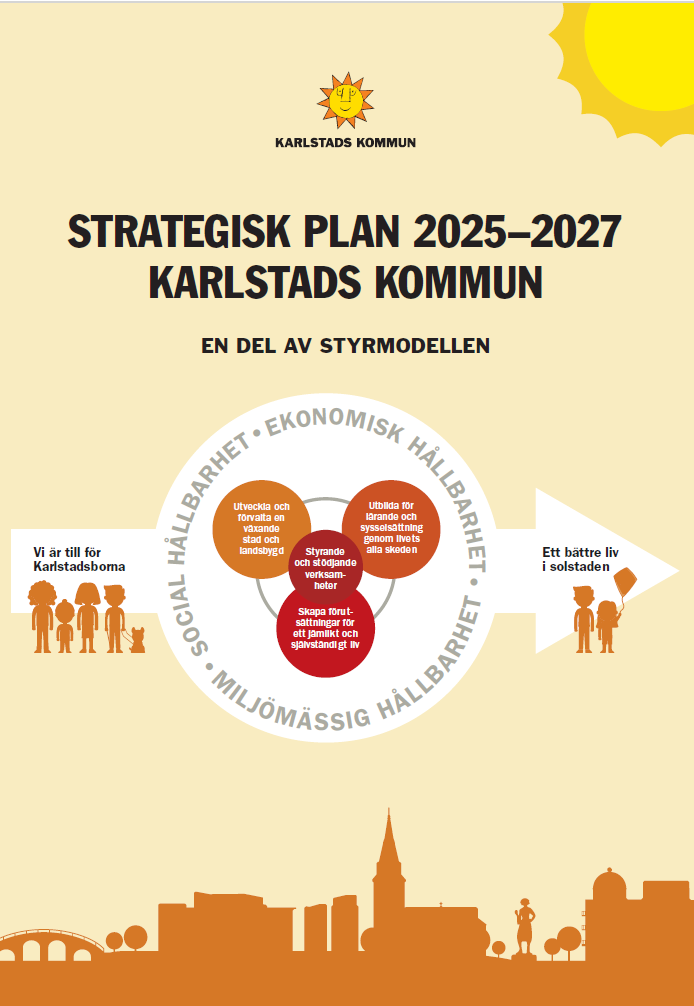 KARLSTADS KOMMUN
STRATEGISK PLAN 2025–2027
KARLSTADS KOMMUN
EN DEL AV STYRMODELLEN
SOCIAL HÅLLBARHET • EKONOMISK HÅLLBARHET • MILJÖMÄSSIG HÅLLBARHET •
Vi är till för
Karlstadsborna
Utveckla och
förvalta en
växande
stad och
landsbygd
Utbilda för
lärande och
sysselsättning
genom livets
alla skeden
Styrande
och stödjande
verksam-
heter
Skapa förut-
sättningar för
ett jämlikt och
självständigt liv
Ett bättre liv
i solstaden